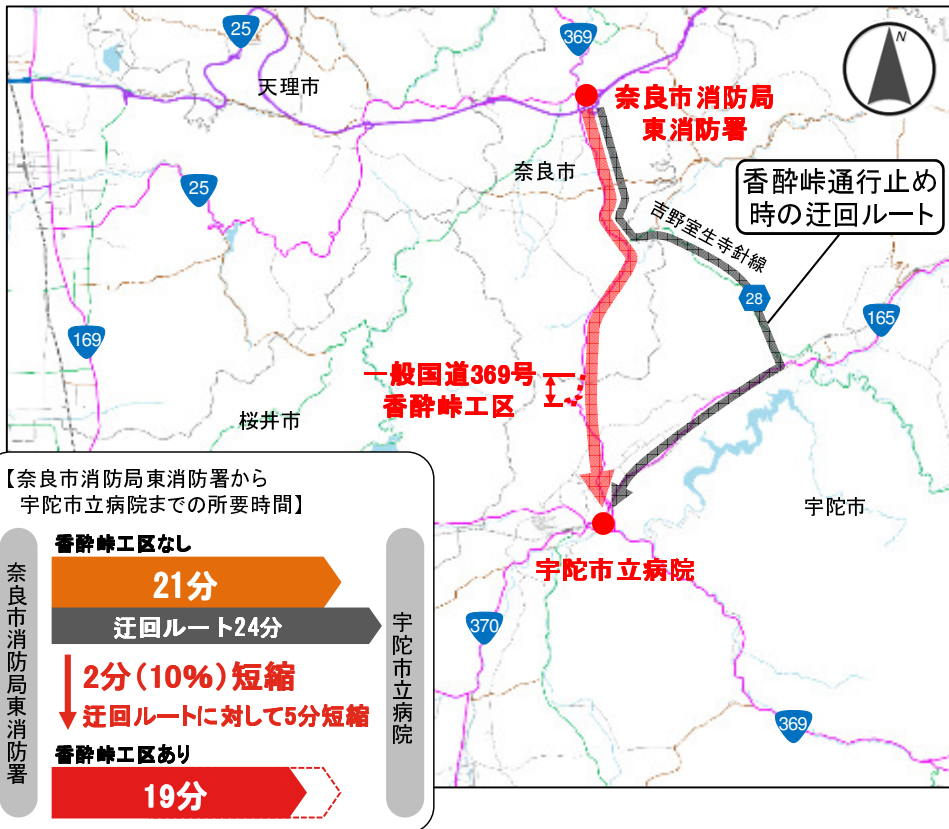 25
369
N
天理市
奈良市消防局
東消防署
奈良市
25
香酔峠通行止め
時の迂回ルート
吉野室生寺針線
28
165
169
一般国道369号
香酔峠工区
桜井市
宇陀市
宇陀市立病院
370
369
【奈良市消防局東消防署から
宇陀市立病院までの所要時間】
奈良市消防局東消防署
香酔峠工区なし
21分
迂回ルート24分
2分(10%)短縮
迂回ルートに対して5分短縮
香酔峠工区あり
19分
宇陀市立病院